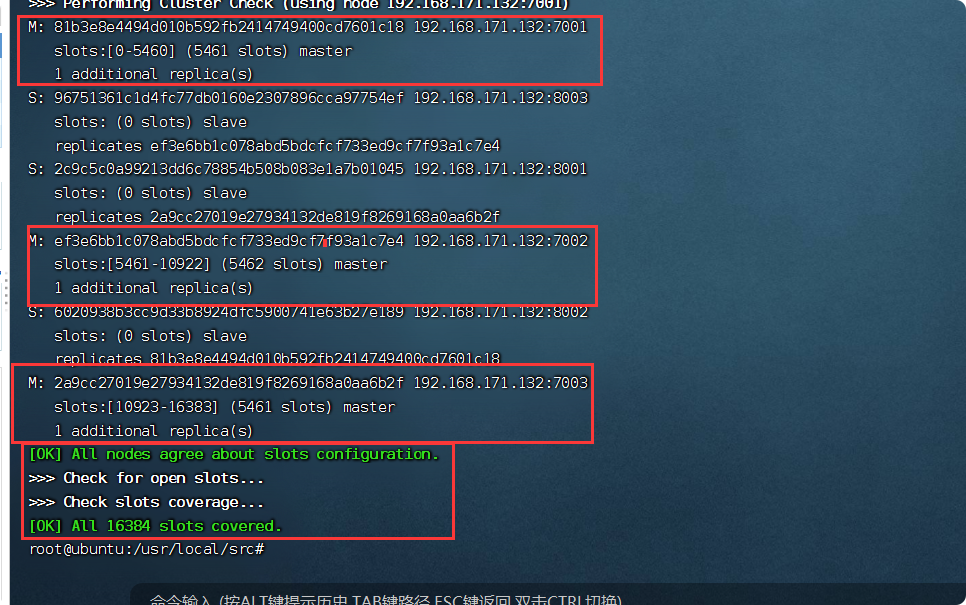 >>> Performing Cluster Check (using node 192.168.171.132:7001)
M: 81b3e8e4494d010b592fb2414749400cd7601c18 192.168.171.132:7001
slots:[0-5460] (5461 slots) master
1 additional replica(s)
S: 96751361c1d4fc77db0160e2307896cca97754ef 192.168.171.132:8003
slots: (0 slots) slave
replicates ef3e6bb1c078abd5bdcfcf733ed9cf7f93a1c7e4
S: 2c9c5c0a99213dd6c78854b508b083e1a7b01045 192.168.171.132:8001
slots: (0 slots) slave
replicates 2a9cc27019e27934132de819f8269168a0aa6b2f
M: ef3e6bb1c078abd5bdcfcf733ed9cf7f93a1c7e4 192.168.171.132:7002
slots:[5461-10922] (5462 slots) master
1 additional replica(s)
S: 6020938b3cc9d33b8924dfc5900741e63b27e189 192.168.171.132:8002
slots: (0 slots) slave
replicates 81b3e8e4494d010b592fb2414749400cd7601c18
M: 2a9cc27019e27934132de819f8269168a0aa6b2f 192.168.171.132:7003
slots:[10923-16383] (5461 slots) master
1 additional replica(s)
[OK] All nodes agree about slots configuration.
>>> Check for open slots...
>>> Check slots coverage...
[OK] All 16384 slots covered.
root@ubuntu:/usr/local/src#
命令输入 (按ALT键提示历史,TAB键路径,ESC键返回,双击CTRL切换)